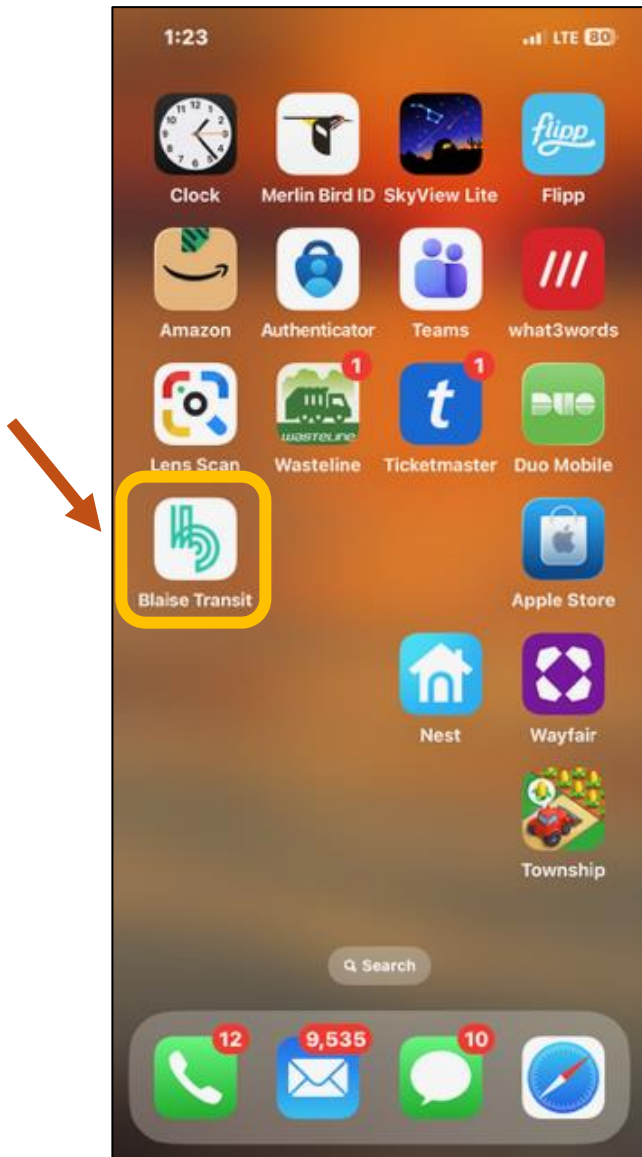 1:23 LTE 80
flipp
Clock Merlin Bird ID SkyView Lite Flipp
Amazon Authenticator Teams what3words
1 1
WASTELINE t DUO
Lens Scan Wasteline Ticketmaster Duo Mobile
b
Blaise Transit Apple Store
Nest Wayfair
Township
Search
12 9,535 10